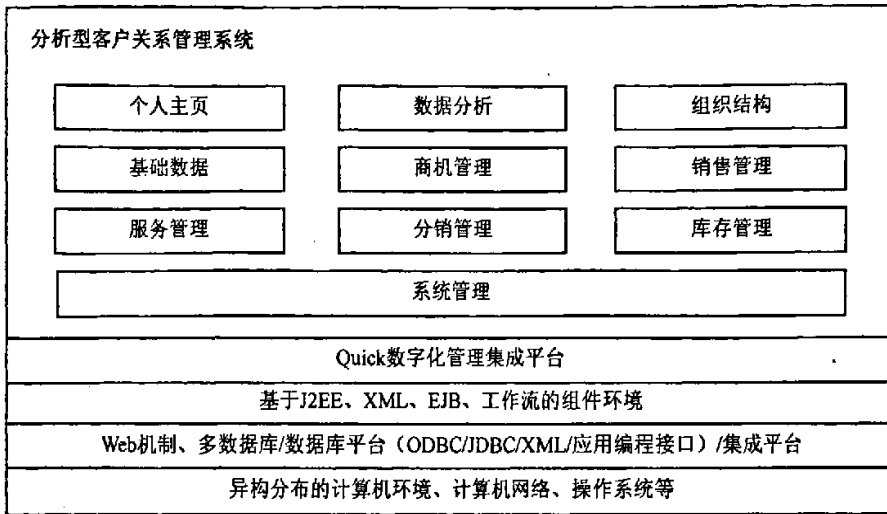 分析型客户关系管理系统
个人主页 数据分析 组织结构
基础数据 商机管理 销售管理
服务管理 分销管理 库存管理
系统管理
Quick数字化管理集成平台
基于J2EE、XML、EJB、工作流的组件环境
Web机制、多数据库/数据库平台（ODBC/JDBC/XML/应用编程接口）/集成平台
异构分布的计算机环境、计算机网络、操作系统等